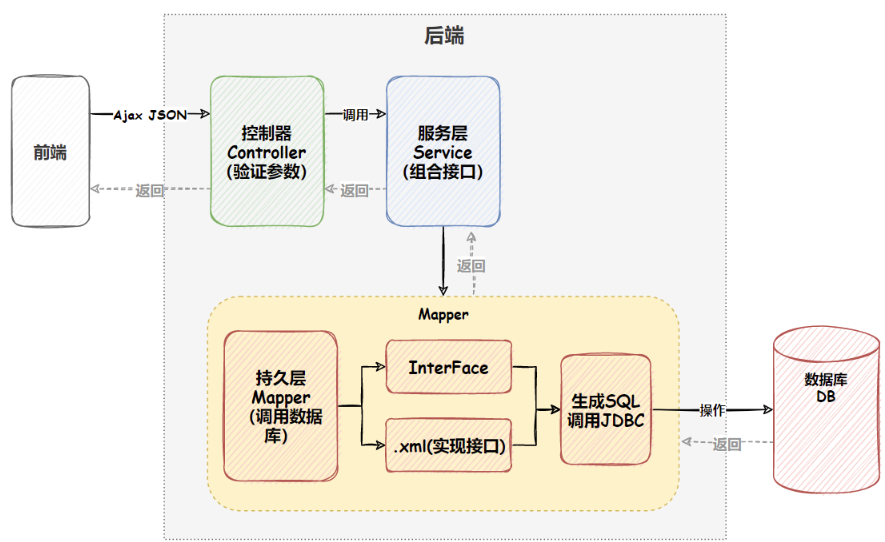 后端
前端
Ajax JSON
返回
控制器
Controller
(验证参数)
调用
返回
服务层
Service
(组合接口)
返回
Mapper
持久层
Mapper
(调用数据
库)
InterFace
.xml(实现接口)
生成SQL
调用JDBC
操作
返回
数据库
DB